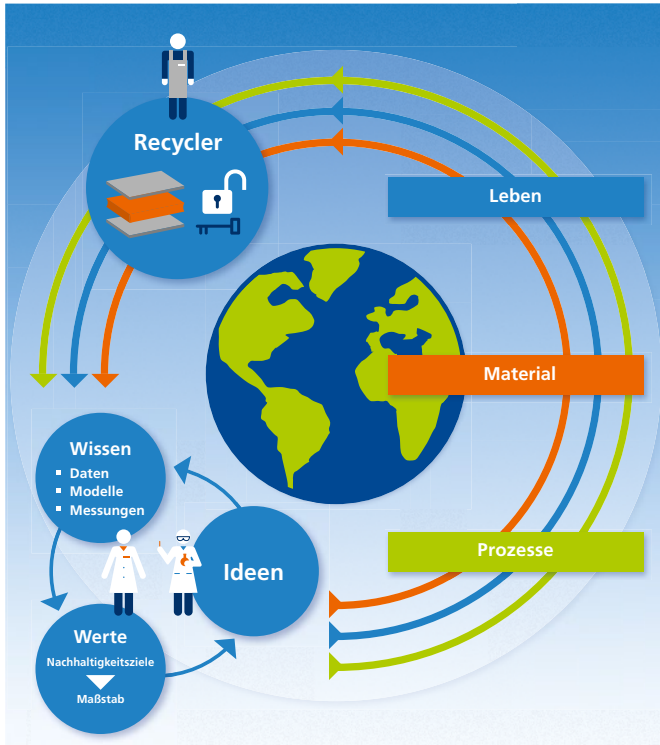 Recycler
Leben
Material
Wissen
Daten
Modelle
Messungen
Ideen
Prozesse
Werte
Nachhaltigkeitsziele
Maßstab